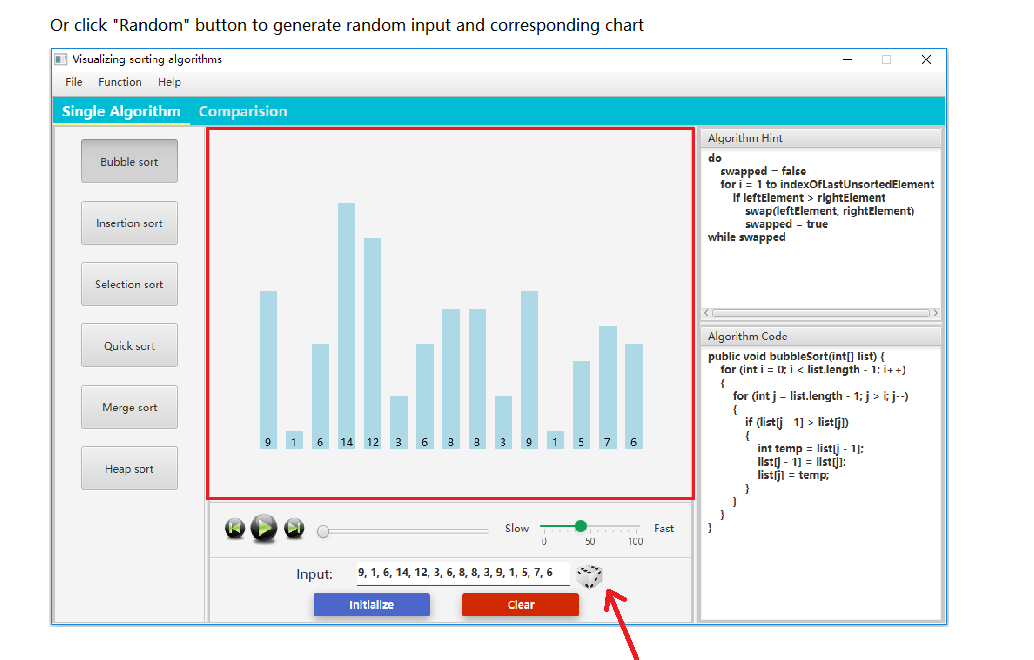 Or click "Random" button to generate random input and corresponding chart
Visualizing sorting algorithms
File Function Help
Single Algorithm Comparision
Bubble sort
Insertion sort
Selection sort
Quick sort
Merge sort
Heap sort
9 1 6 14 12 3 6 8 8 3 9 1 5 7 6
Slow Fast
0 50 100
Input: 9, 1, 6, 14, 12, 3, 6, 8, 8, 3, 9, 1, 5, 7, 6
Initialize Clear
Algorithm Hint
do
swapped = false
for i = 1 to indexOfLastUnsortedElement
if leftElement > rightElement
swap(leftElement, rightElement)
swapped = true
while swapped
Algorithm Code
public void bubbleSort(int[] list) {
for (int i = 0; i < list.length - 1; i++)
{
for (int j = list.length - 1; j > i; j--)
{
if (list[j - 1] > list[j])
{
int temp = list[j - 1];
list[j - 1] = list[j];
list[j] = temp;
}
}
}
}